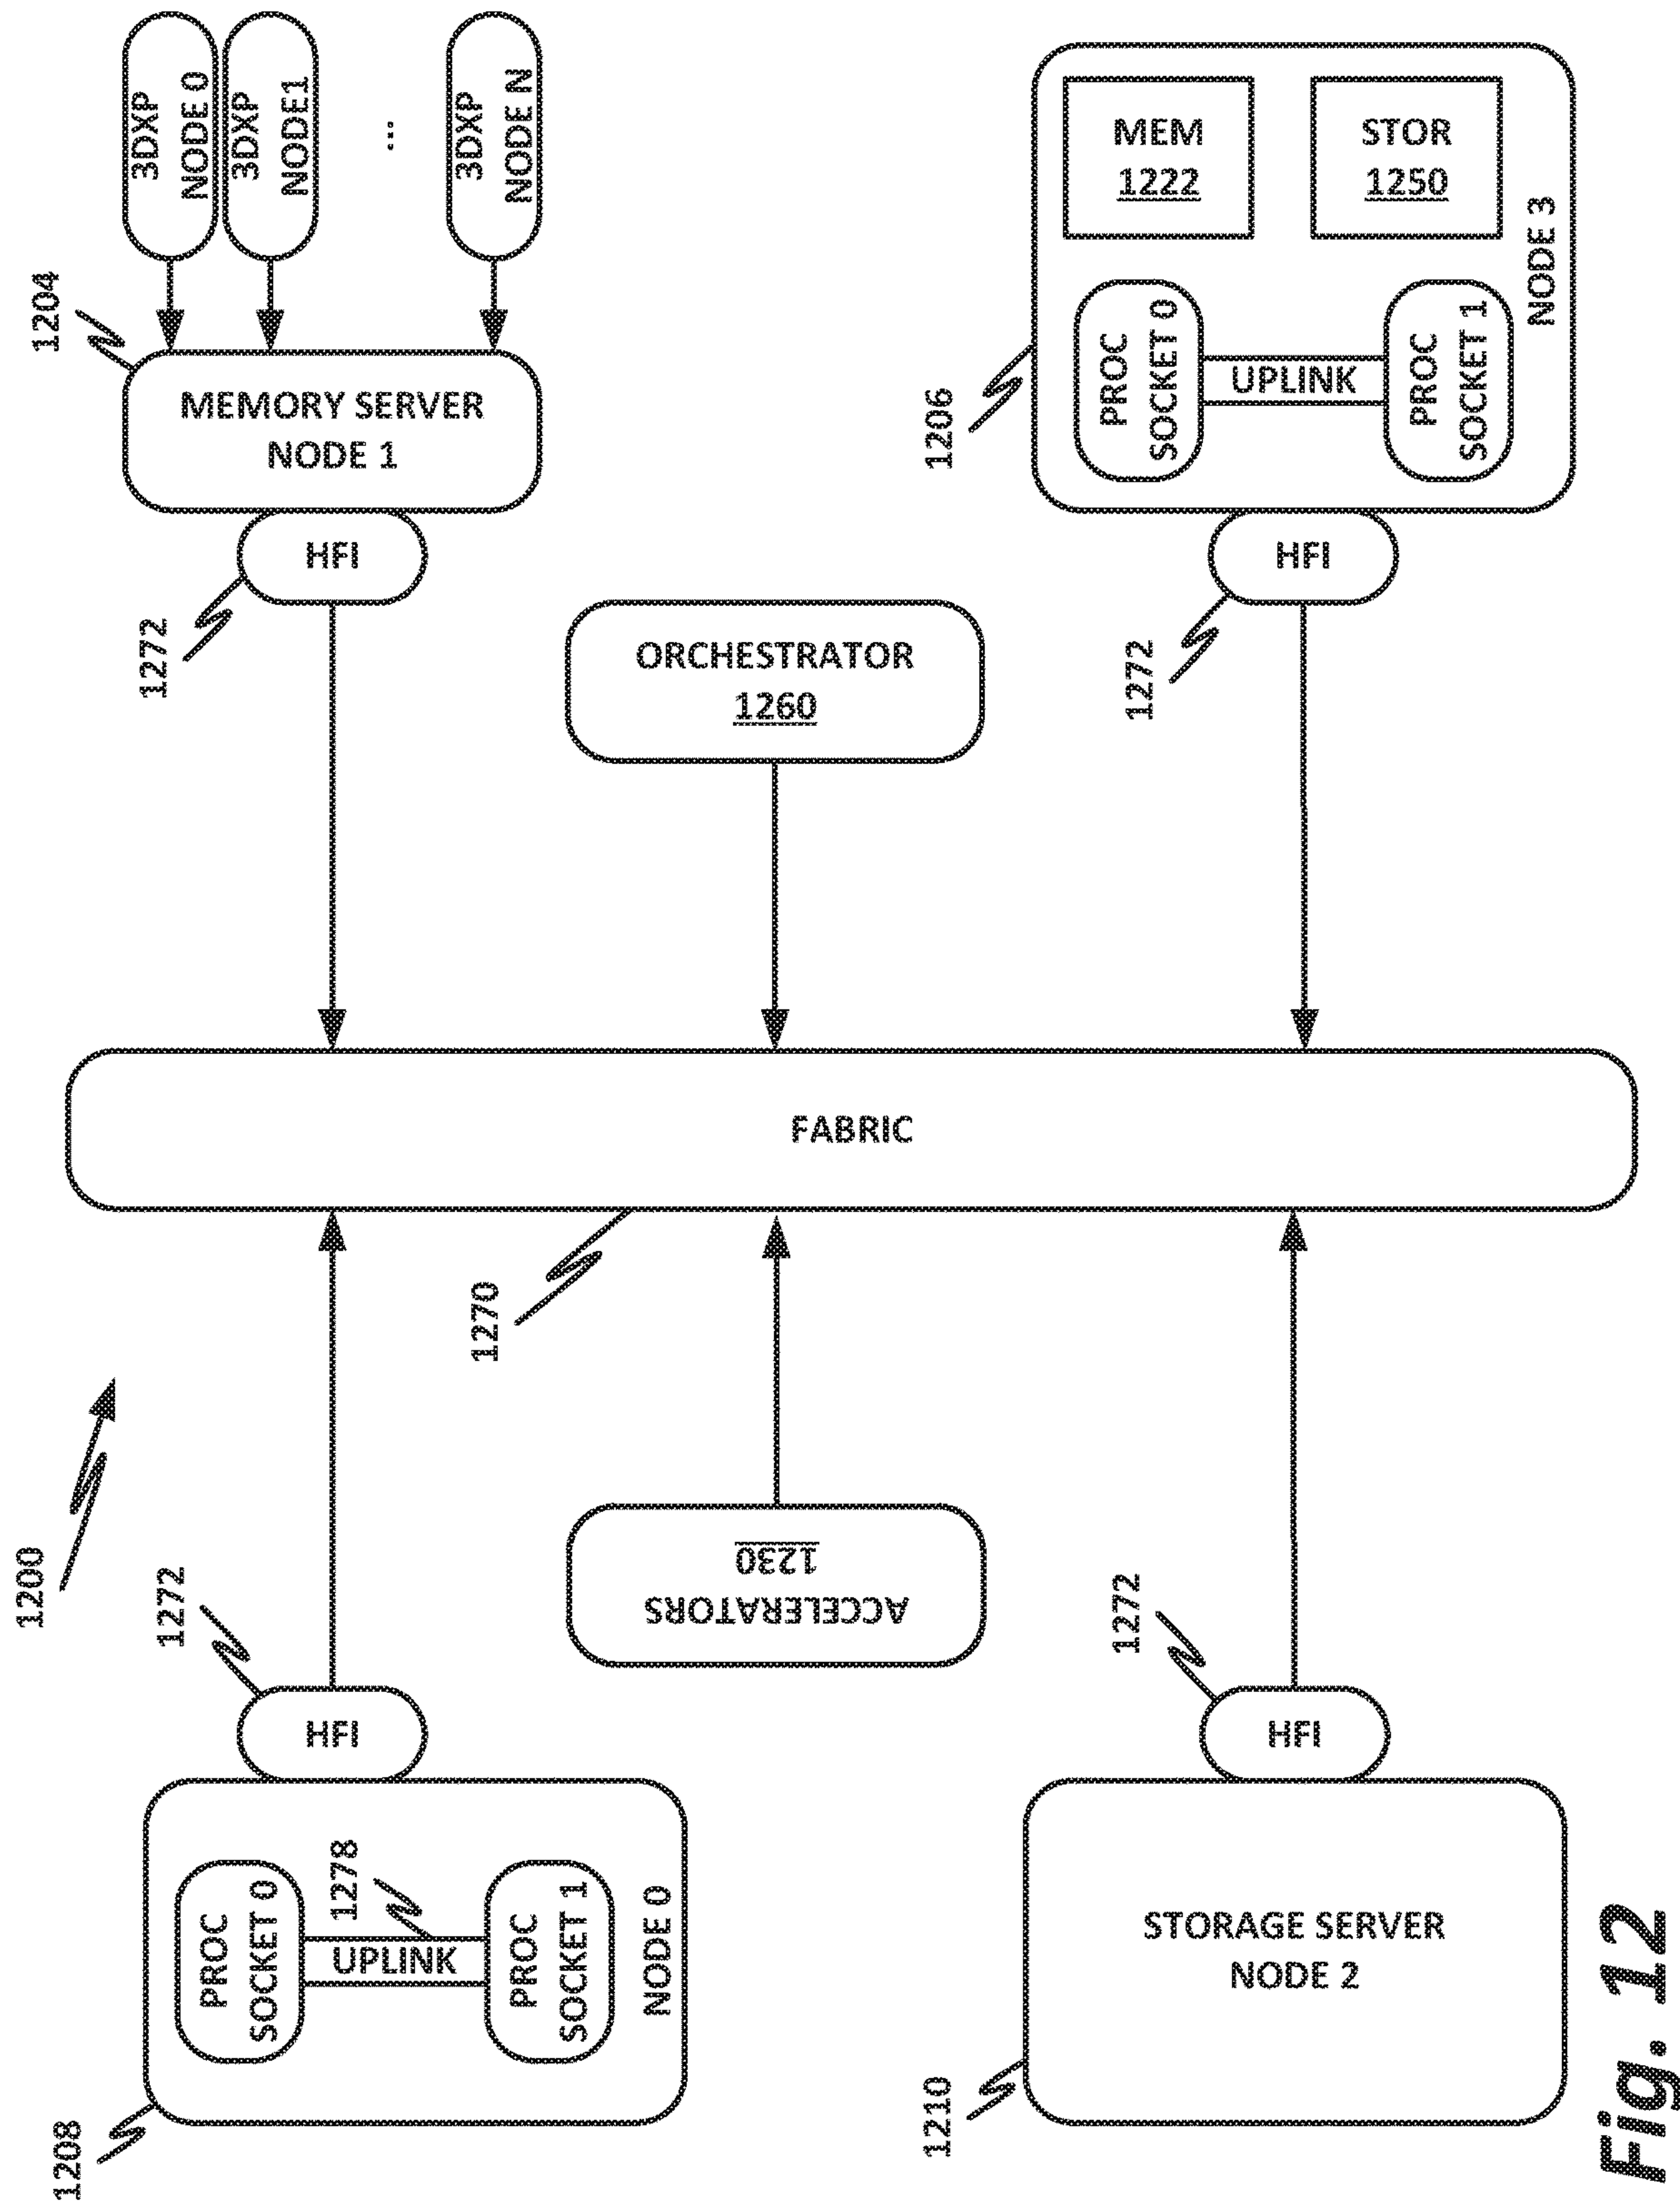 3DXP
NODE 0
3DXP
NODE1
...
3DXP
NODE N
1204
MEMORY SERVER
NODE 1
HFI
1272
ORCHESTRATOR
1260
MEM
1222
STOR
1250
PROC
SOCKET 0
UPLINK
PROC
SOCKET 1
NODE 3
1206
HFI
1272
FABRIC
1270
1200
1272
HFI
ACCELERATORS
1230
1272
HFI
PROC
SOCKET 0
UPLINK
1278
PROC
SOCKET 1
NODE 0
1208
STORAGE SERVER
NODE 2
1210
Fig. 12